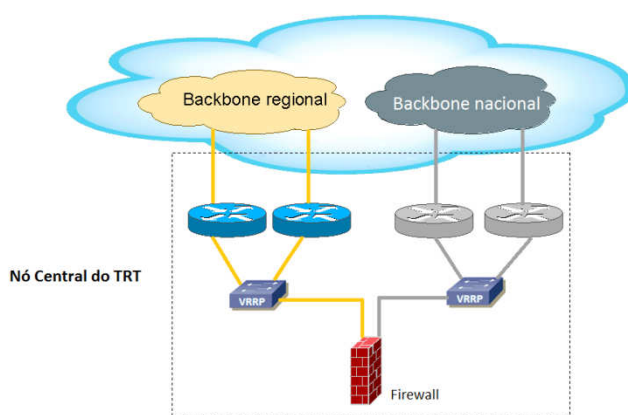 Backbone regional
Backbone nacional
Nó Central do TRT
VRRP
VRRP
Firewall